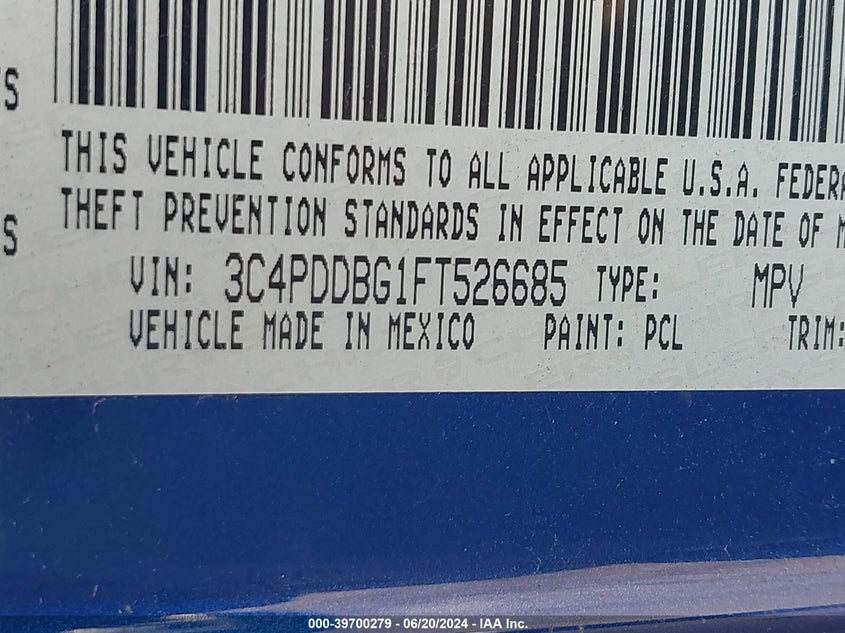 THIS VEHICLE CONFORMS TO ALL APPLICABLE U.S.A.
THEFT PREVENTION STANDARDS IN EFFECT ON THE DATE OF
VIN: 3C4PDDBG1FT526685 TYPE: MPV
VEHICLE MADE IN MEXICO PAINT: PCL TRIM:
000-39700279 - 06/20/2024 - IAA Inc.